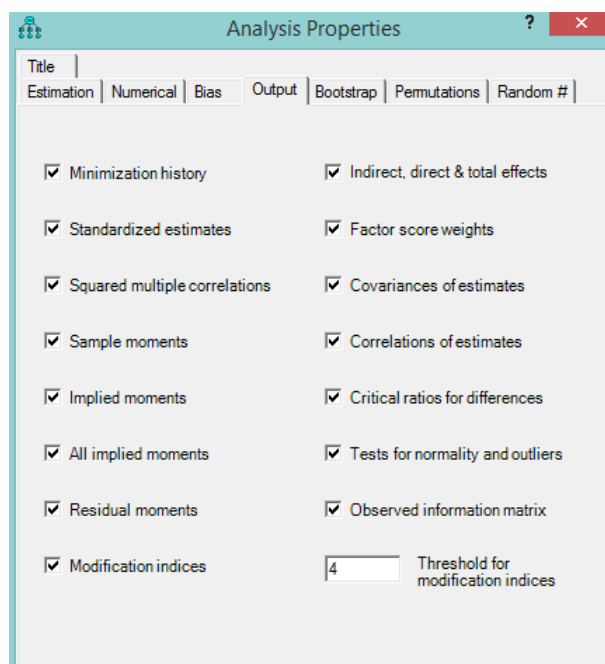 Analysis Properties ?
Title
Estimation Numerical Bias Output Bootstrap Permutations Random #
Minimization history
Indirect, direct & total effects
Standardized estimates
Factor score weights
Squared multiple correlations
Covariances of estimates
Sample moments
Correlations of estimates
Implied moments
Critical ratios for differences
All implied moments
Tests for normality and outliers
Residual moments
Observed information matrix
Modification indices
4
Threshold for
modification indices